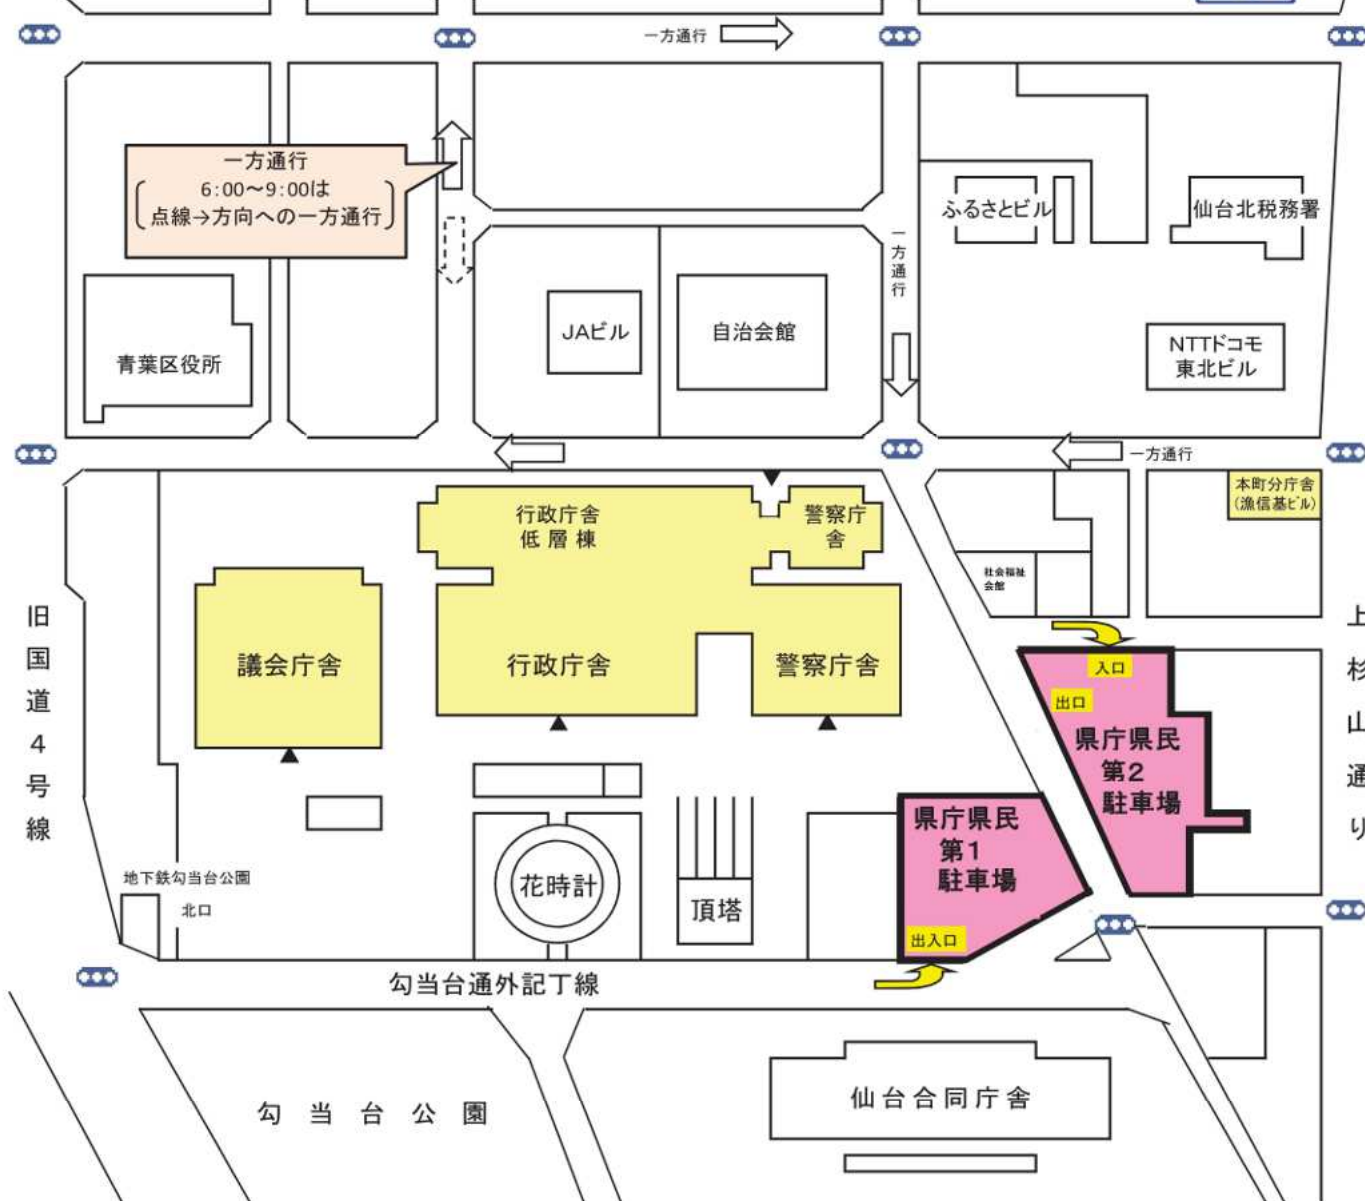 一方通行
一方通行
6:00～9:00は
点線→方向への一方通行
ふるさとビル
仙台北税務署
一方通行
JAビル
自治会館
青葉区役所
NTTドコモ
東北ビル
一方通行
本町分庁舎
(漁信基ビル)
行政庁舎
低層棟
警察庁
舎
社会福祉
会館
旧国道4号線
議会庁舎
行政庁舎
警察庁舎
上杉山通り
入口
出口
県庁県民
第2
駐車場
県庁県民
第1
駐車場
出入口
地下鉄勾当台公園
北口
花時計
頂塔
勾当台通外記丁線
勾当台公園
仙台合同庁舎